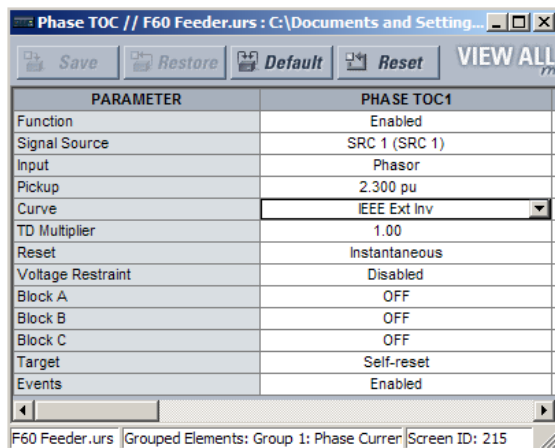 Phase TOC // F60 Feeder.urs : C:\Documents and Setting...
Save Restore Default Reset VIEW ALL
m
PARAMETER PHASE TOC1
Function Enabled
Signal Source SRC 1 (SRC 1)
Input Phasor
Pickup 2.300 pu
Curve IEEE Ext Inv
TD Multiplier 1.00
Reset Instantaneous
Voltage Restraint Disabled
Block A OFF
Block B OFF
Block C OFF
Target Self-reset
Events Enabled
F60 Feeder.urs Grouped Elements: Group 1: Phase Curren Screen ID: 215